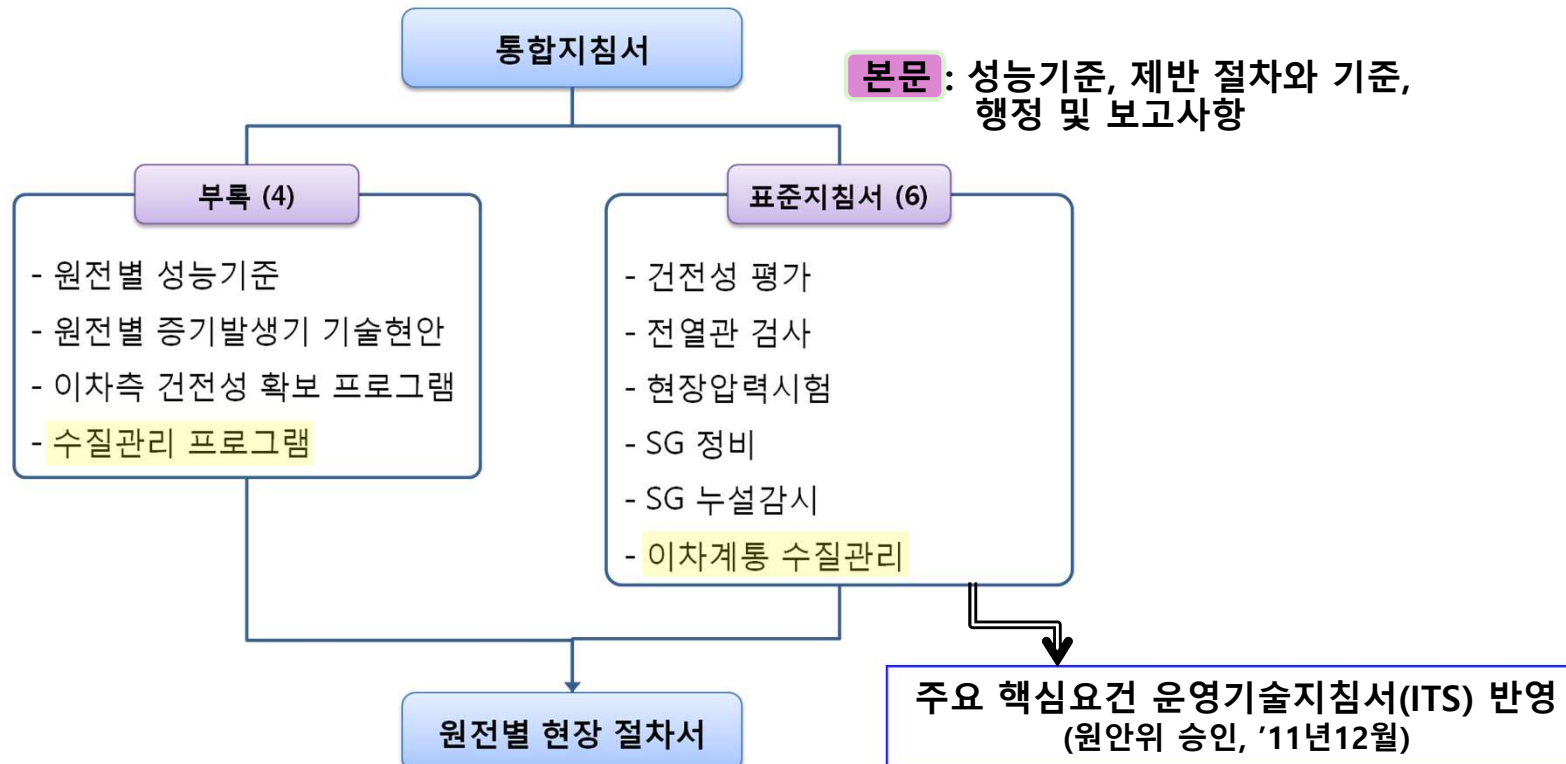 통합지침서
본문 : 성능기준, 제반 절차와 기준,
행정 및 보고사항
부록 (4)
- 원전별 성능기준
- 원전별 증기발생기 기술현안
- 이차측 건전성 확보 프로그램
- 수질관리 프로그램
표준지침서 (6)
- 건전성 평가
- 전열관 검사
- 현장압력시험
- SG 정비
- SG 누설감시
- 이차계통 수질관리
원전별 현장 절차서
주요 핵심요건 운영기술지침서(ITS) 반영
(원안위 승인, ’11년12월)